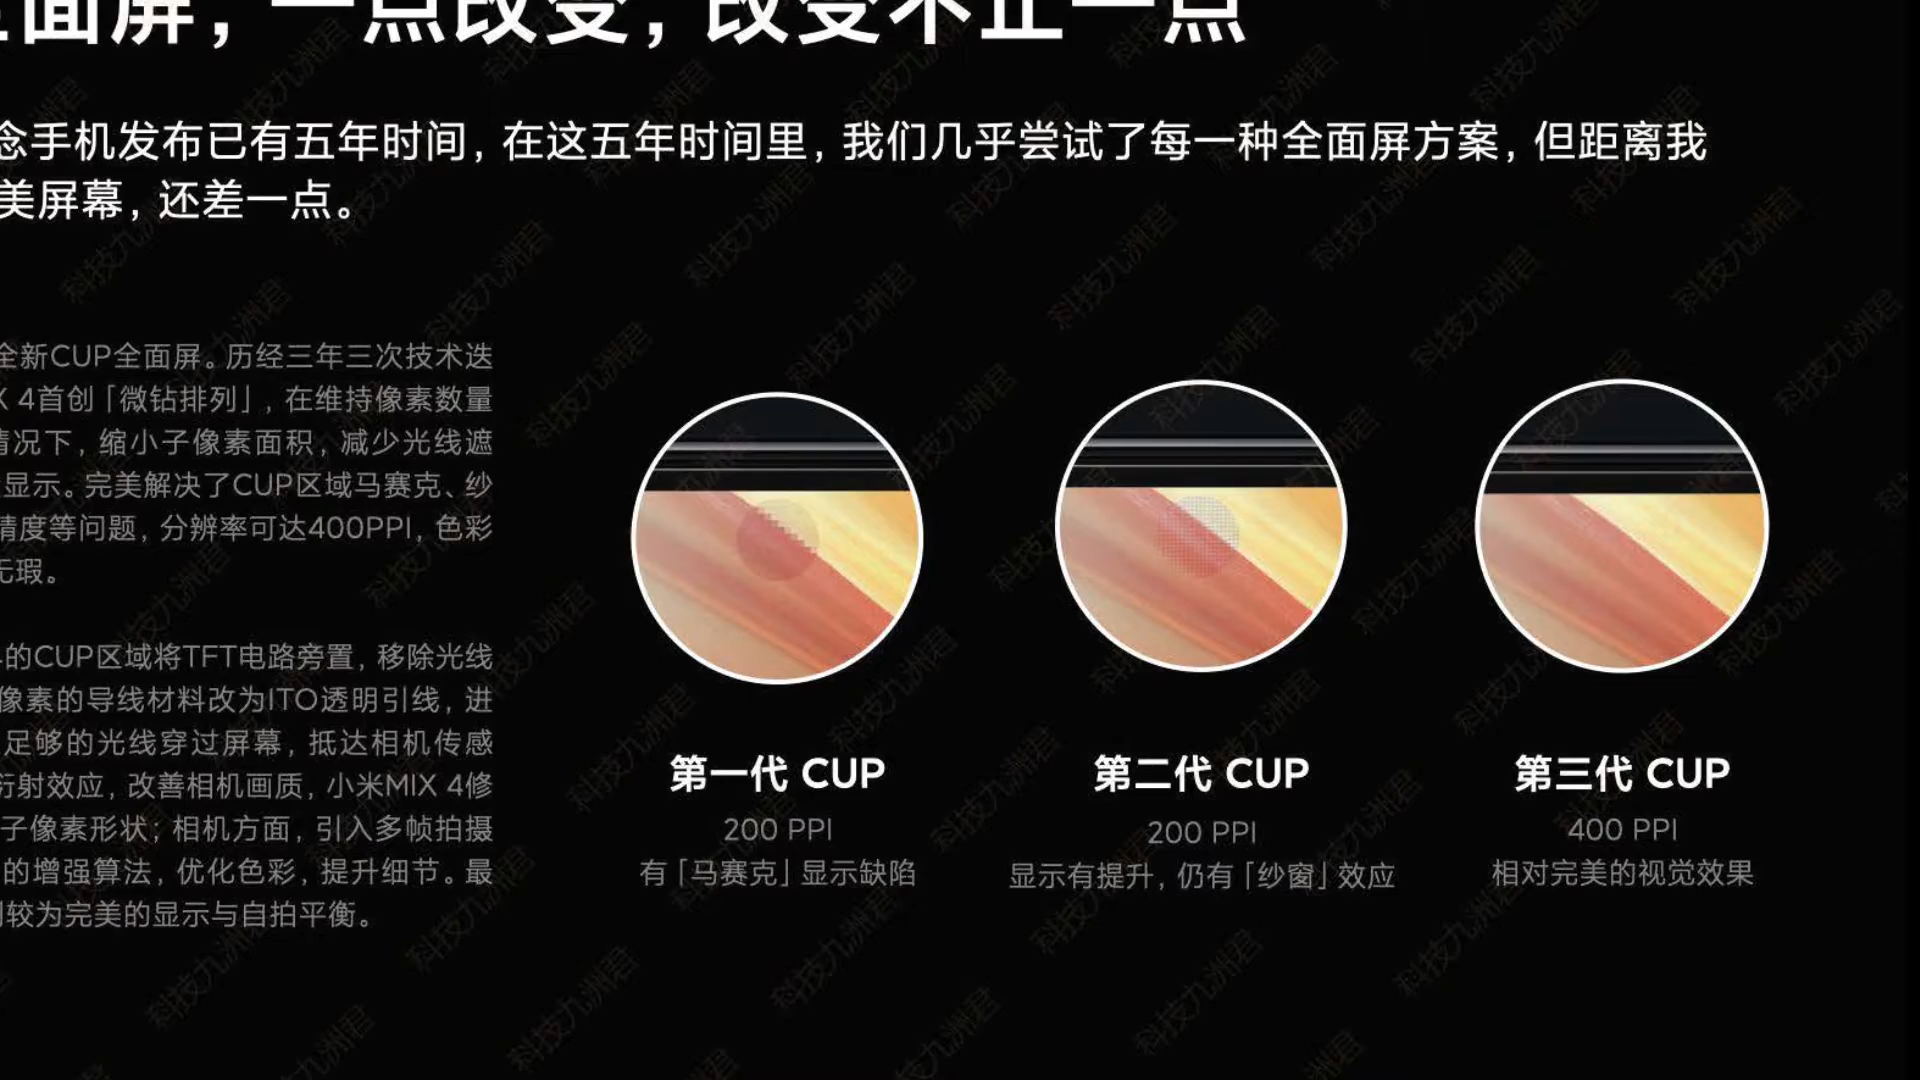 面屏，一点改变，改变不止一点
念手机发布已有五年时间，在这五年时间里，我们几乎尝试了每一种全面屏方案，但距离我
美屏幕，还差一点。
全新CUP全面屏。历经三年三次技术迭
X 4首创「微钻排列」，在维持像素数量
情况下，缩小子像素面积，减少光线遮
显示。完美解决了CUP区域马赛克、纱
精度等问题，分辨率可达400PPI，色彩
无瑕。
的CUP区域将TFT电路旁置，移除光线
像素的导线材料改为ITO透明引线，进
足够的光线穿过屏幕，抵达相机传感
衍射效应，改善相机画质，小米MIX 4修
子像素形状；相机方面，引入多帧拍摄
的增强算法，优化色彩，提升细节。最
较为完美的显示与自拍平衡。
第一代 CUP
200 PPI
有「马赛克」显示缺陷
第二代 CUP
200 PPI
显示有提升，仍有「纱窗」效应
第三代 CUP
400 PPI
相对完美的视觉效果
科技九洲君